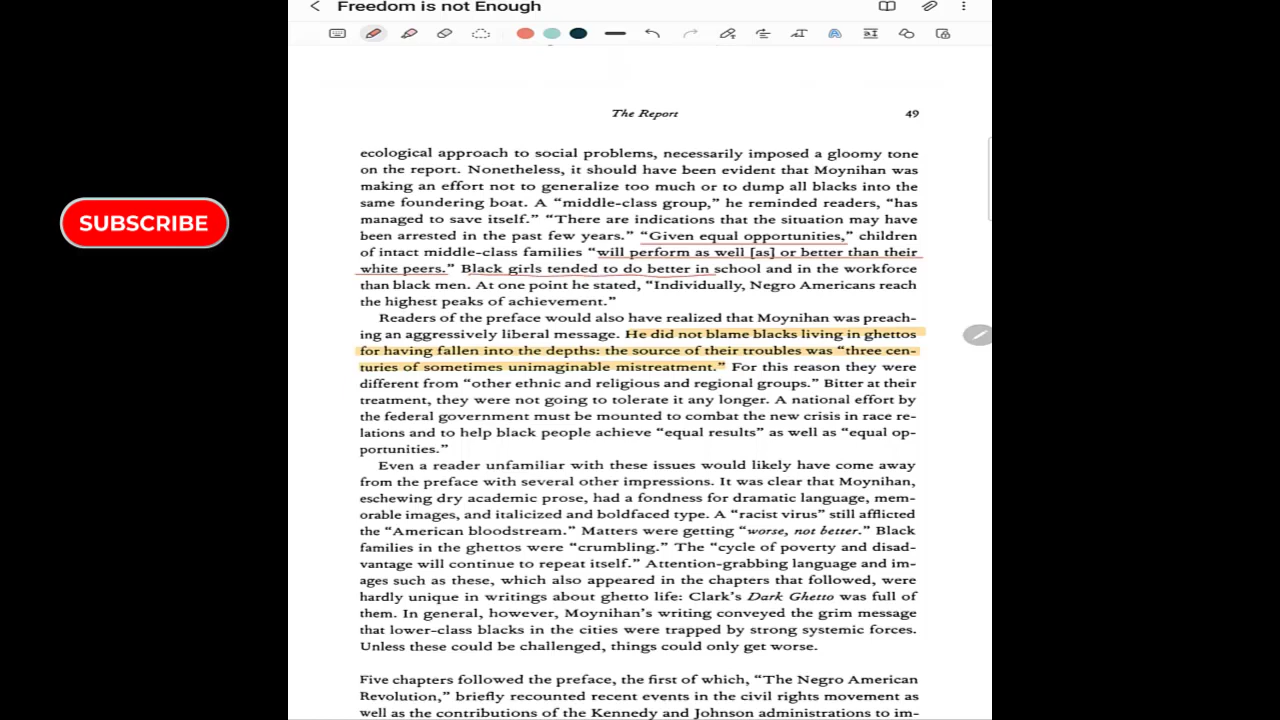 Freedom is not Enough
The Report 49
ecological approach to social problems, necessarily imposed a gloomy tone
on the report. Nonetheless, it should have been evident that Moynihan was
making an effort not to generalize too much or to dump all blacks into the
same foundering boat. A “middle-class group,” he reminded readers, “has
managed to save itself.” “There are indications that the situation may have
been arrested in the past few years.” “Given equal opportunities,” children
of intact middle-class families “will perform as well [as] or better than their
white peers.” Black girls tended to do better in school and in the workforce
than black men. At one point he stated, “Individually, Negro Americans reach
the highest peaks of achievement.”
Readers of the preface would also have realized that Moynihan was preach-
ing an aggressively liberal message. He did not blame blacks living in ghettos
for having fallen into the depths: the source of their troubles was “three cen-
turies of sometimes unimaginable mistreatment.” For this reason they were
different from “other ethnic and religious and regional groups.” Bitter at their
treatment, they were not going to tolerate it any longer. A national effort by
the federal government must be mounted to combat the new crisis in race re-
lations and to help black people achieve “equal results” as well as “equal op-
portunities.”
Even a reader unfamiliar with these issues would likely have come away
from the preface with several other impressions. It was clear that Moynihan,
eschewing dry academic prose, had a fondness for dramatic language, mem-
orable images, and italicized and boldfaced type. A “racist virus” still afflicted
the “American bloodstream.” Matters were getting “worse, not better.” Black
families in the ghettos were “crumbling.” The “cycle of poverty and disad-
vantage will continue to repeat itself.” Attention-grabbing language and im-
ages such as these, which also appeared in the chapters that followed, were
hardly unique in writings about ghetto life: Clark’s Dark Ghetto was full of
them. In general, however, Moynihan’s writing conveyed the grim message
that lower-class blacks in the cities were trapped by strong systemic forces.
Unless these could be challenged, things could only get worse.
Five chapters followed the preface, the first of which, “The Negro American
Revolution,” briefly recounted recent events in the civil rights movement as
well as the contributions of the Kennedy and Johnson administrations to im-
SUBSCRIBE